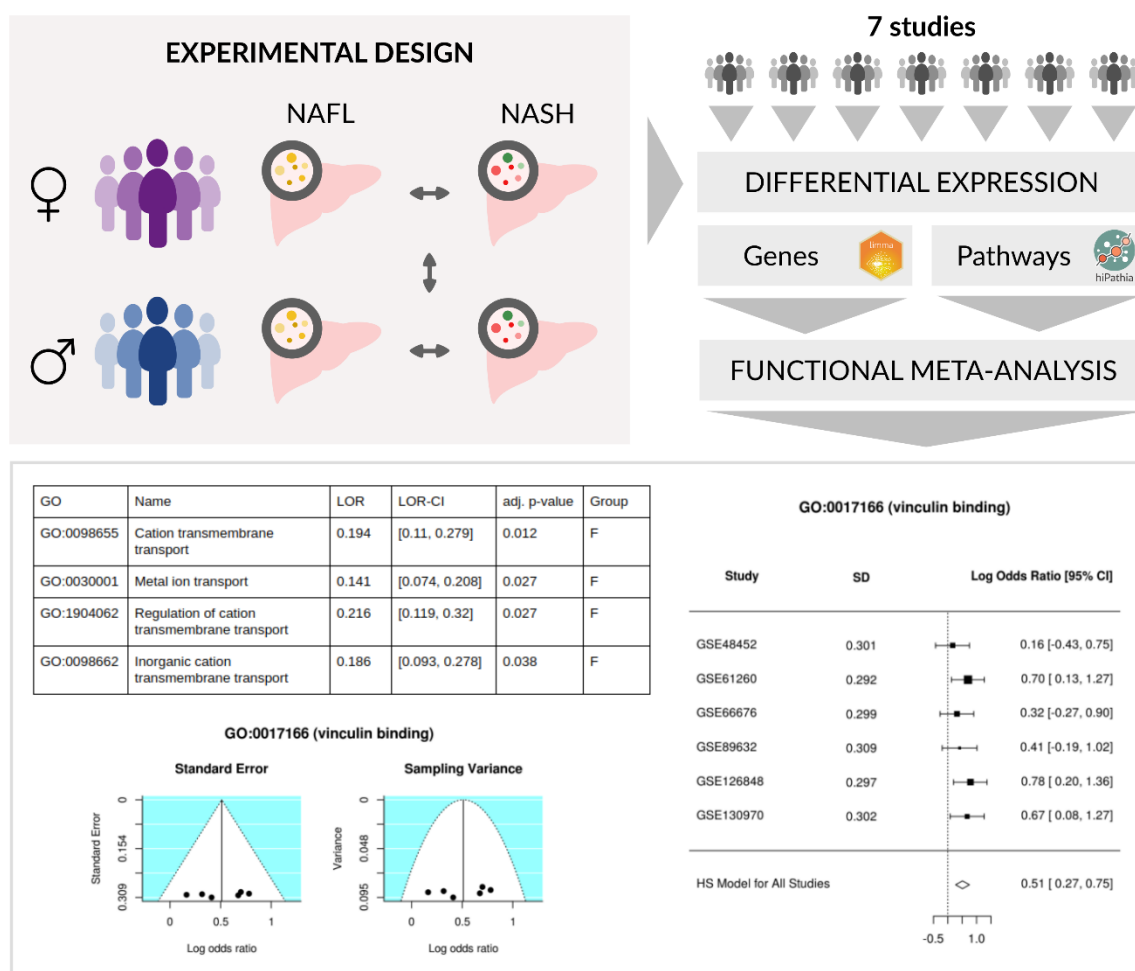 EXPERIMENTAL DESIGN
NAFL NASH
7 studies
DIFFERENTIAL EXPRESSION
Genes
limma
Pathways
hiPathia
FUNCTIONAL META-ANALYSIS
GO Name LOR LOR-CI adj. p-value Group
GO:0098655 Cation transmembrane transport 0.194 [0.11, 0.279] 0.012 F
GO:0030001 Metal ion transport 0.141 [0.074, 0.208] 0.027 F
GO:1904062 Regulation of cation transmembrane transport 0.216 [0.119, 0.32] 0.027 F
GO:0098662 Inorganic cation transmembrane transport 0.186 [0.093, 0.278] 0.038 F
GO:0017166 (vinculin binding)
Standard Error
Standard Error
0
0.154
0.309
0 0.5 1
Log odds ratio
Sampling Variance
Variance
0
0.048
0.095
0 0.5 1
Log odds ratio
GO:0017166 (vinculin binding)
Study SD Log Odds Ratio [95% CI]
GSE48452 0.301 0.16 [-0.43, 0.75]
GSE61260 0.292 0.70 [ 0.13, 1.27]
GSE66676 0.299 0.32 [-0.27, 0.90]
GSE89632 0.309 0.41 [-0.19, 1.02]
GSE126848 0.297 0.78 [ 0.20, 1.36]
GSE130970 0.302 0.67 [ 0.08, 1.27]
HS Model for All Studies 0.51 [ 0.27, 0.75]
-0.5 1.0